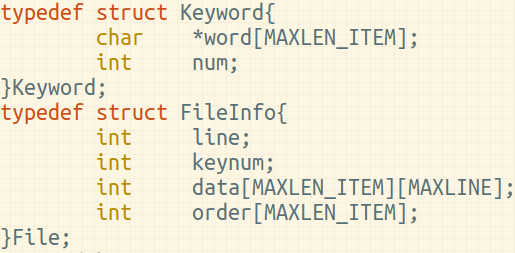 typedef struct Keyword{
char *word[MAXLEN_ITEM];
int num;
}Keyword;
typedef struct FileInfo{
int line;
int keynum;
int data[MAXLEN_ITEM][MAXLINE];
int order[MAXLEN_ITEM];
}File;